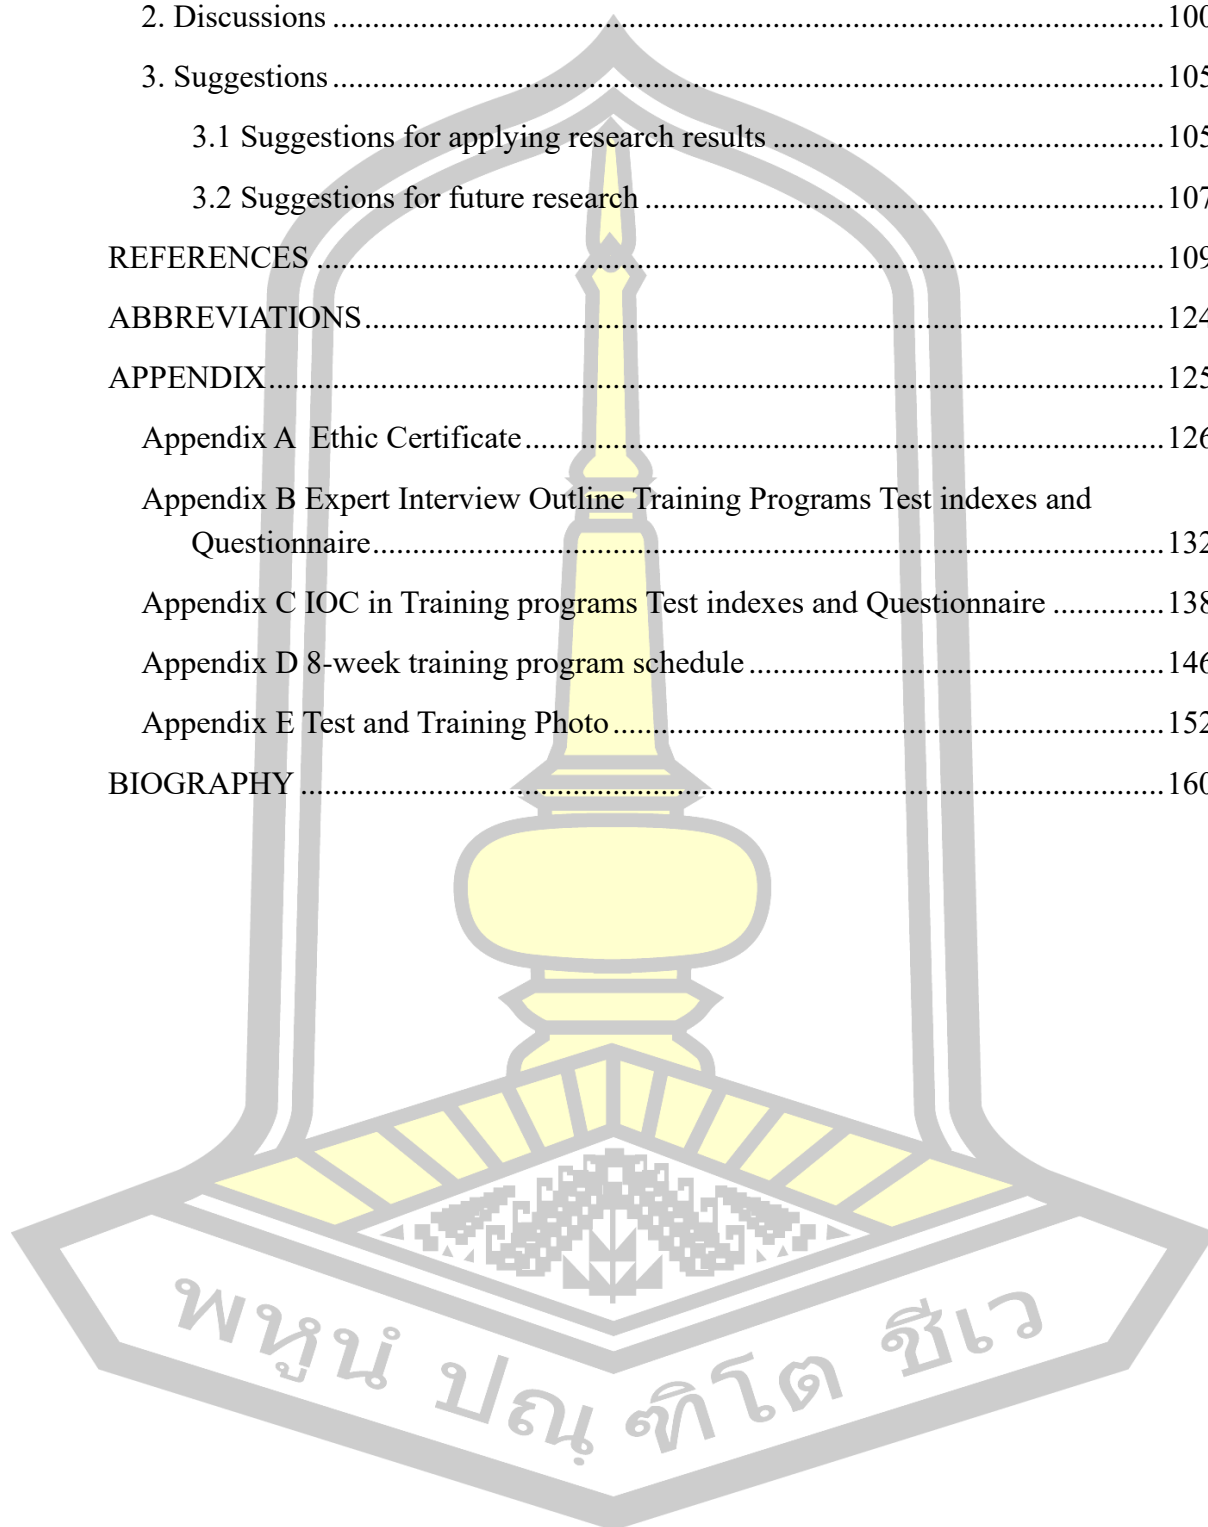 2. Discussions ........................................ 100
3. Suggestions ........................................ 105
3.1 Suggestions for applying research results ........................................ 105
3.2 Suggestions for future research ........................................ 107
REFERENCES ........................................ 109
ABBREVIATIONS ........................................ 124
APPENDIX ........................................ 125
Appendix A Ethic Certificate ........................................ 126
Appendix B Expert Interview Outline Training Programs Test indexes and
Questionnaire ........................................ 132
Appendix C IOC in Training programs Test indexes and Questionnaire ........................................ 138
Appendix D 8-week training program schedule ........................................ 146
Appendix E Test and Training Photo ........................................ 152
BIOGRAPHY ........................................ 160
พหูนํ ปณฺฑิโต ชีเว